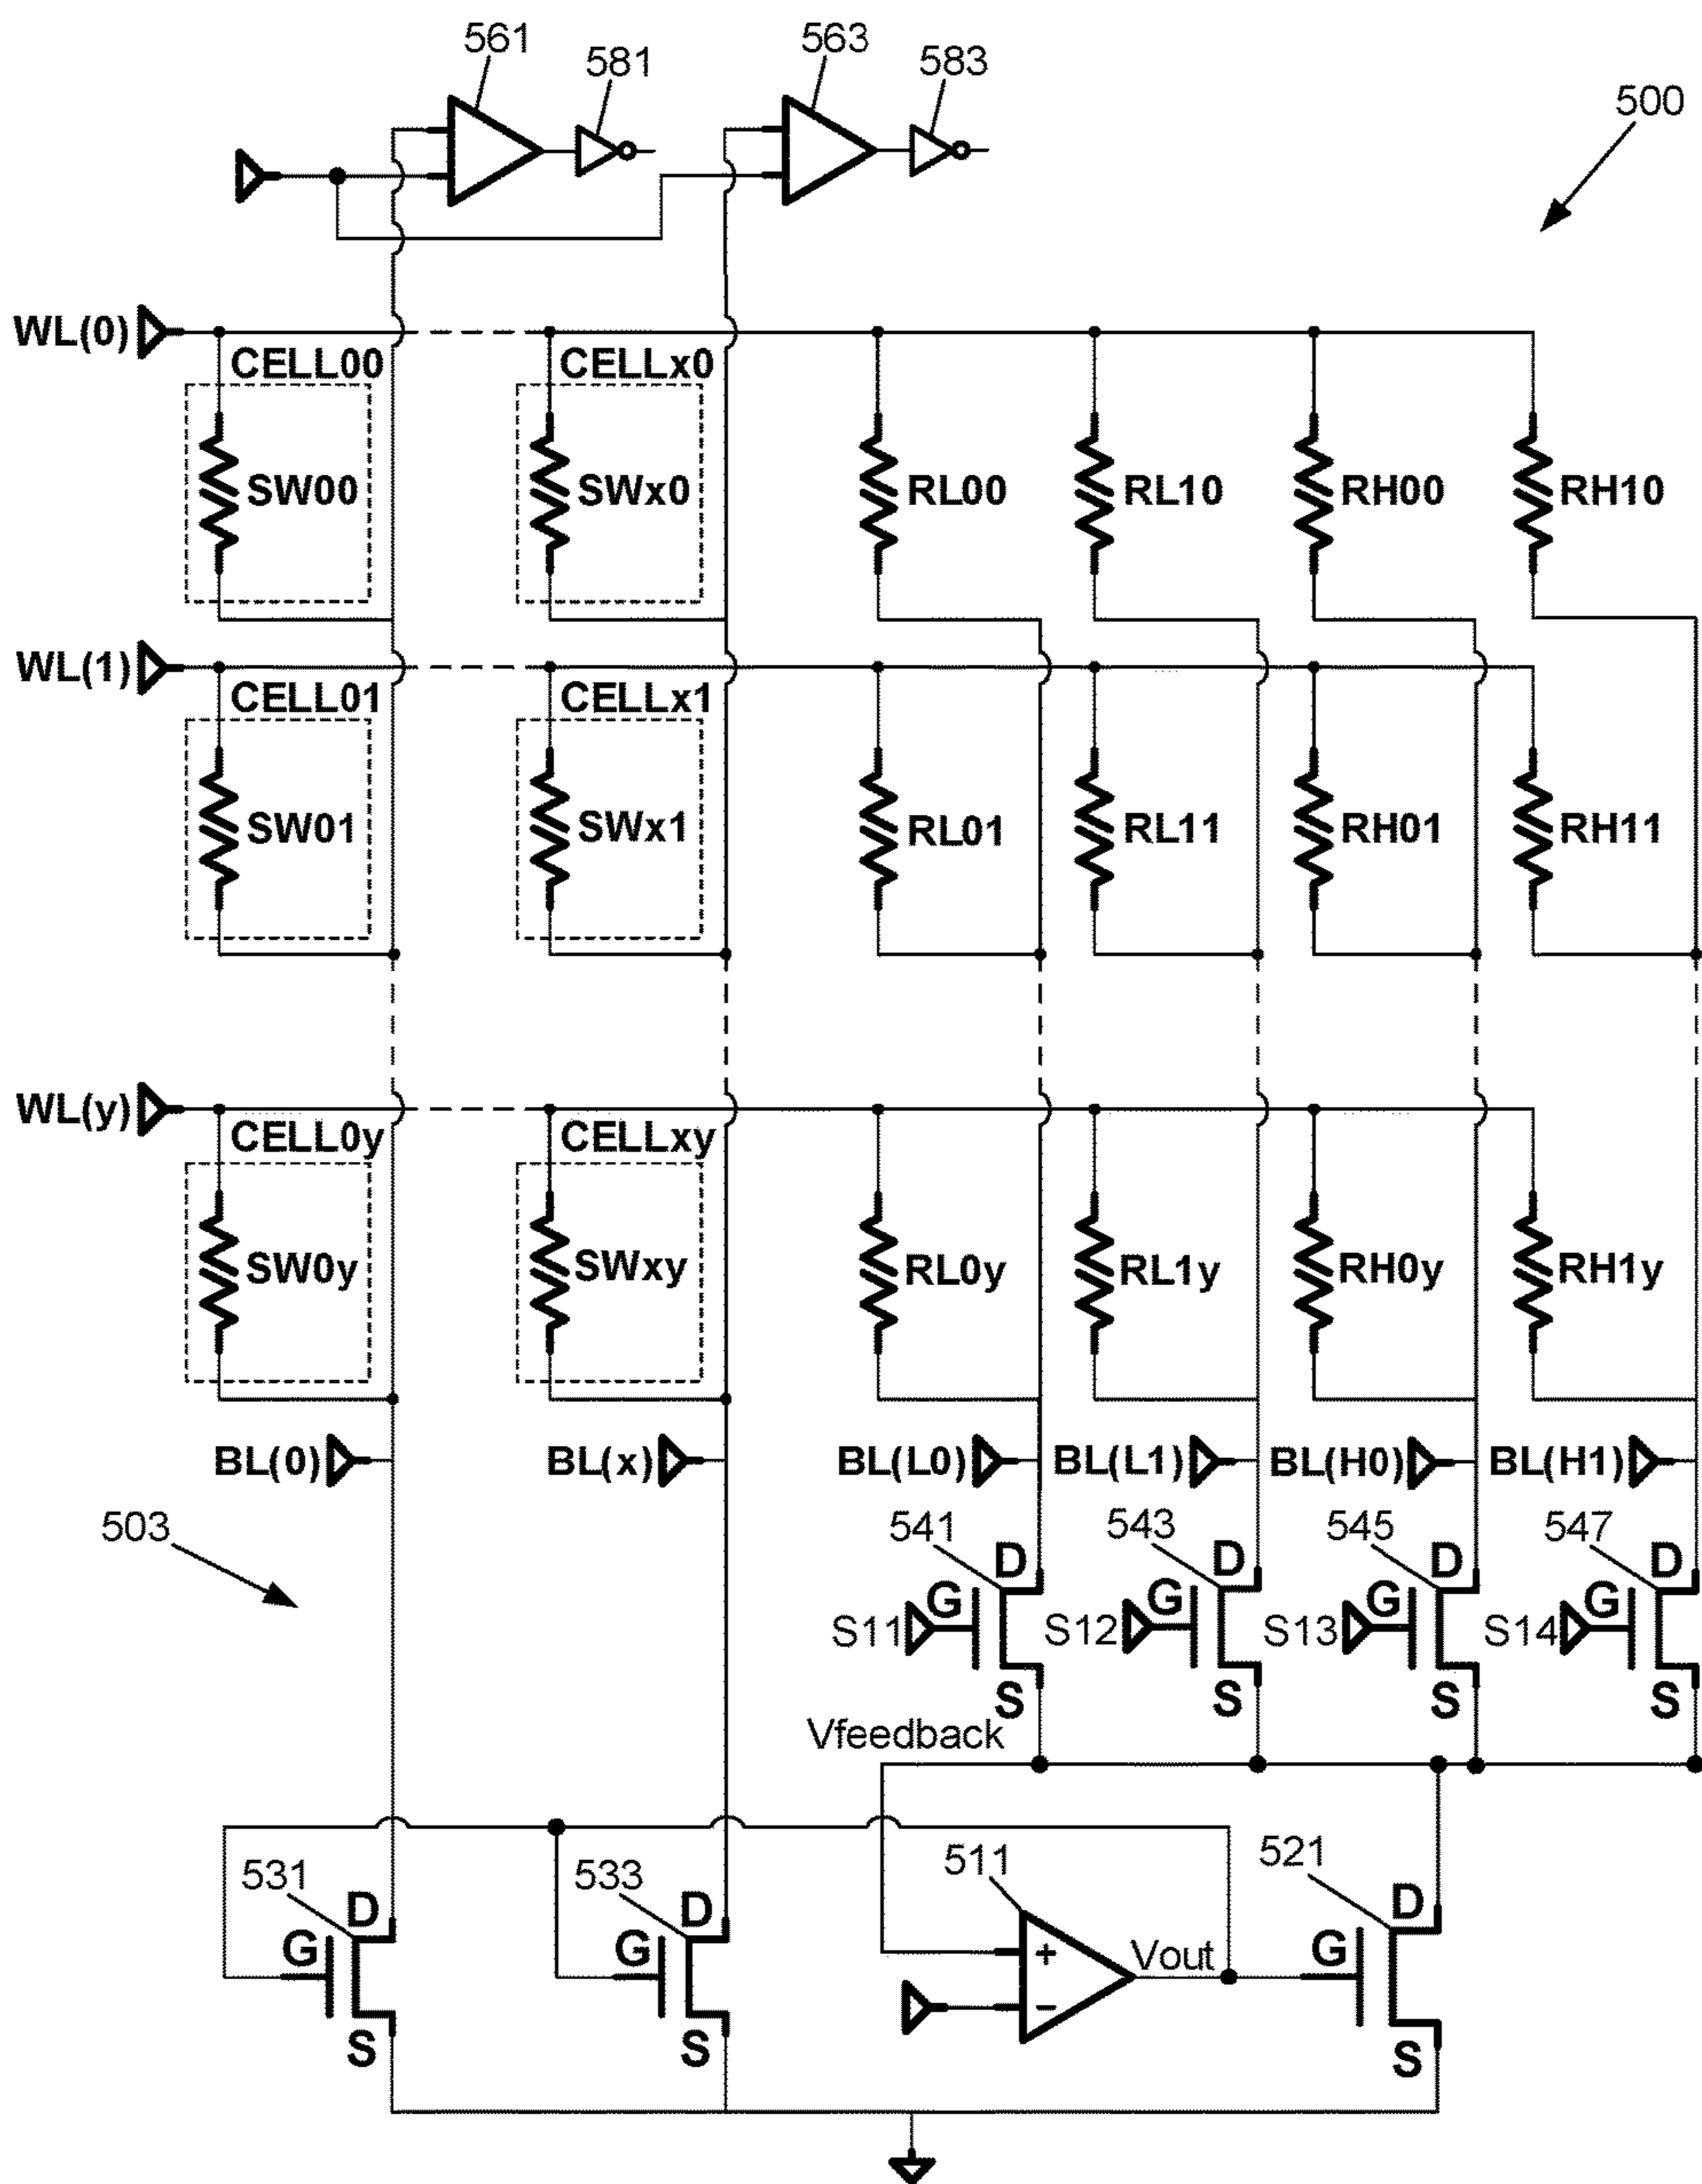 561
563
581
583
500
WL(0)
CELL00
CELLx0
SW00
SWx0
RL00
RL10
RH00
RH10
WL(1)
CELL01
CELLx1
SW01
SWx1
RL01
RL11
RH01
RH11
WL(y)
CELL0y
CELLxy
SW0y
SWxy
RL0y
RL1y
RH0y
RH1y
BL(0)
BL(x)
BL(L0)
BL(L1)
BL(H0)
BL(H1)
503
541
543
545
547
D
D
D
D
G
G
G
G
S11
S12
S13
S14
S
S
S
S
Vfeedback
531
533
511
521
D
D
D
G
G
+
Vout
G
−
S
S
S